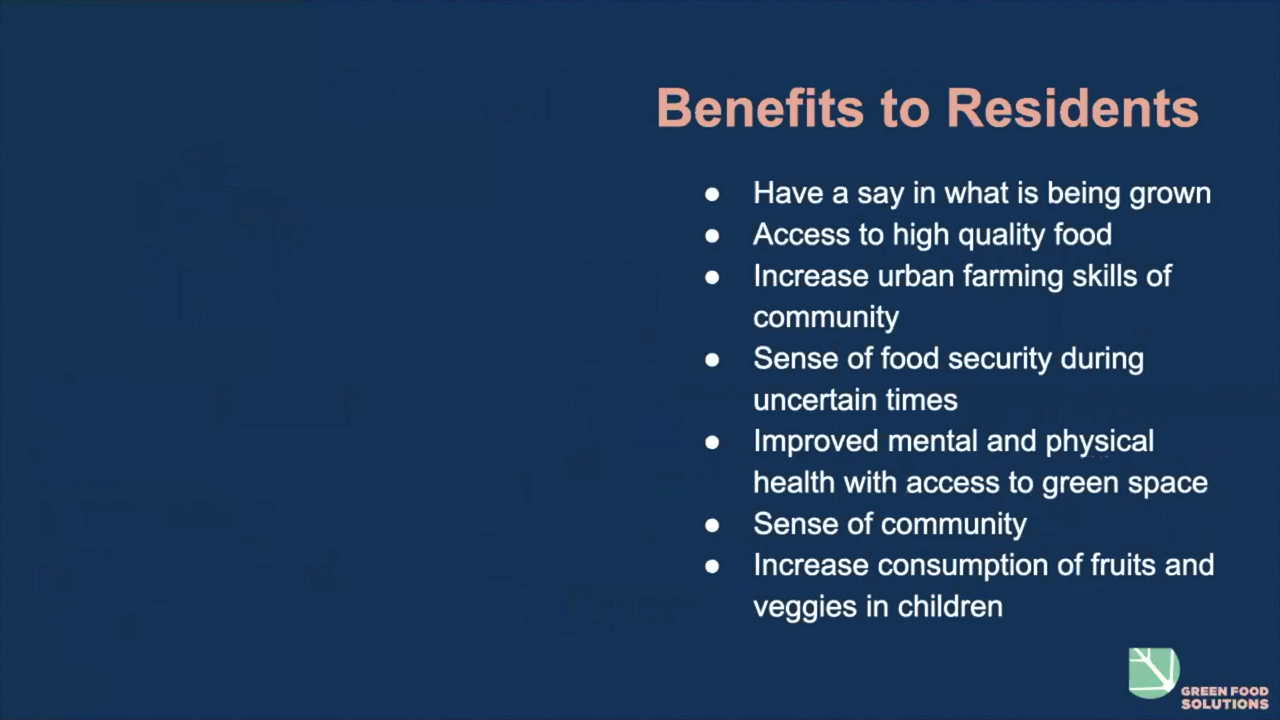 Benefits to Residents
● Have a say in what is being grown
● Access to high quality food
● Increase urban farming skills of
community
● Sense of food security during
uncertain times
● Improved mental and physical
health with access to green space
● Sense of community
● Increase consumption of fruits and
veggies in children
GREEN FOOD
SOLUTIONS